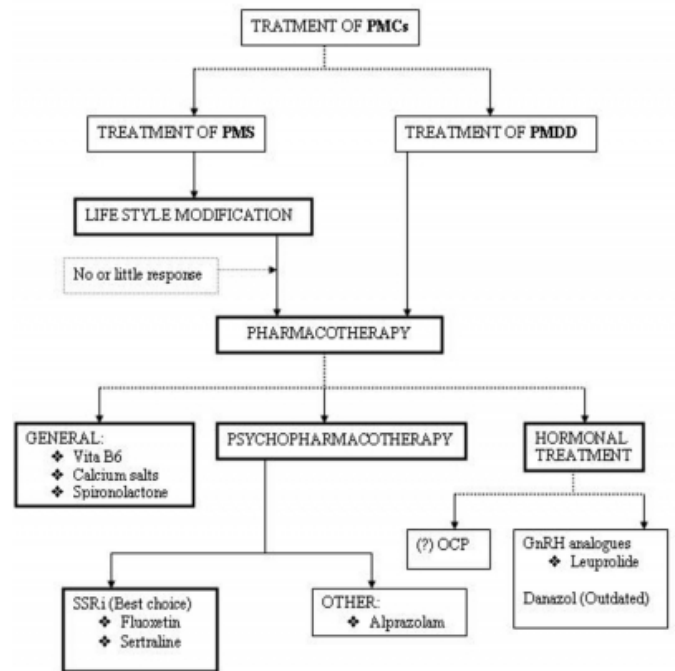 TRATMENT OF PMCs
TREATMENT OF PMS
TREATMENT OF PMDD
LIFE STYLE MODIFICATION
No or little response
PHARMACOTHERAPY
GENERAL:
❖ Vita B6
❖ Calcium salts
❖ Spironolactone
PSYCHOPHARMACOTHERAPY
HORMONAL
TREATMENT
(?) OCP
GnRH analogues
❖ Leuprolide
Danazol (Outdated)
SSRi (Best choice)
❖ Fluoxetin
❖ Sertraline
OTHER:
❖ Alprazolam